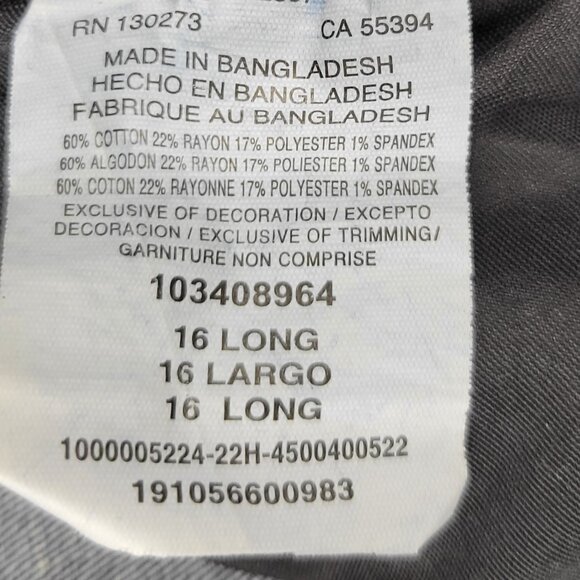 RN 130273 CA 55394
MADE IN BANGLADESH
HECHO EN BANGLADESH
FABRIQUE AU BANGLADESH
60% COTTON 22% RAYON 17% POLYESTER 1% SPANDEX
60% ALGODON 22% RAYON 17% POLIESTER 1% SPANDEX
60% COTON 22% RAYONNE 17% POLYESTER 1% SPANDEX
EXCLUSIVE OF DECORATION / EXCEPTO
DECORACION / EXCLUSIVE OF TRIMMING/
GARNITURE NON COMPRISE
103408964
16 LONG
16 LARGO
16 LONG
1000005224-22H-4500400522
191056600983